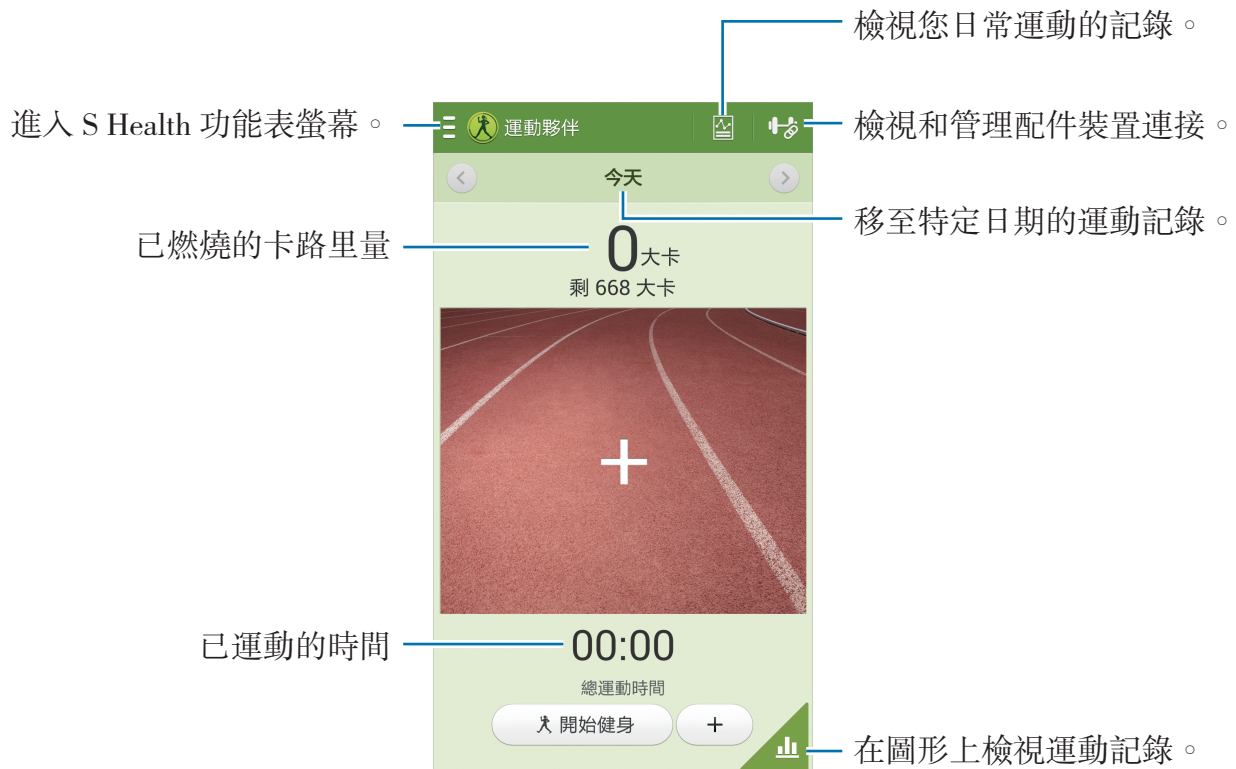 檢視您日常運動的記錄。
進入 S Health 功能表螢幕。
運動夥伴
檢視和管理配件裝置連接。
今天
移至特定日期的運動記錄。
已燃燒的卡路里量
0大卡
剩 668 大卡
已運動的時間
00:00
總運動時間
開始健身
+
在圖形上檢視運動記錄。